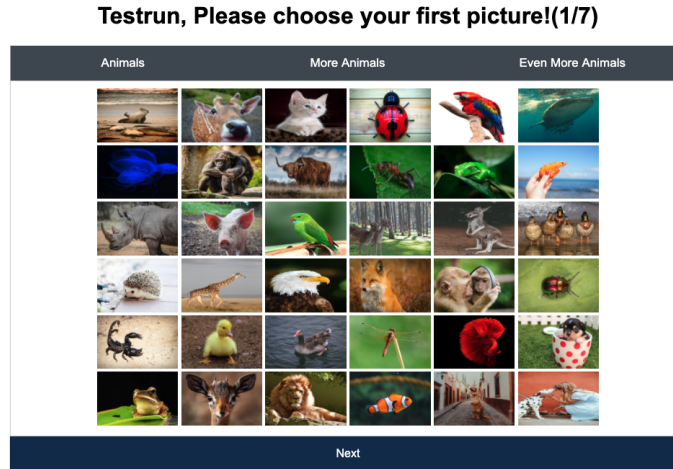 Testrun, Please choose your first picture!(1/7)
Animals More Animals Even More Animals
Next